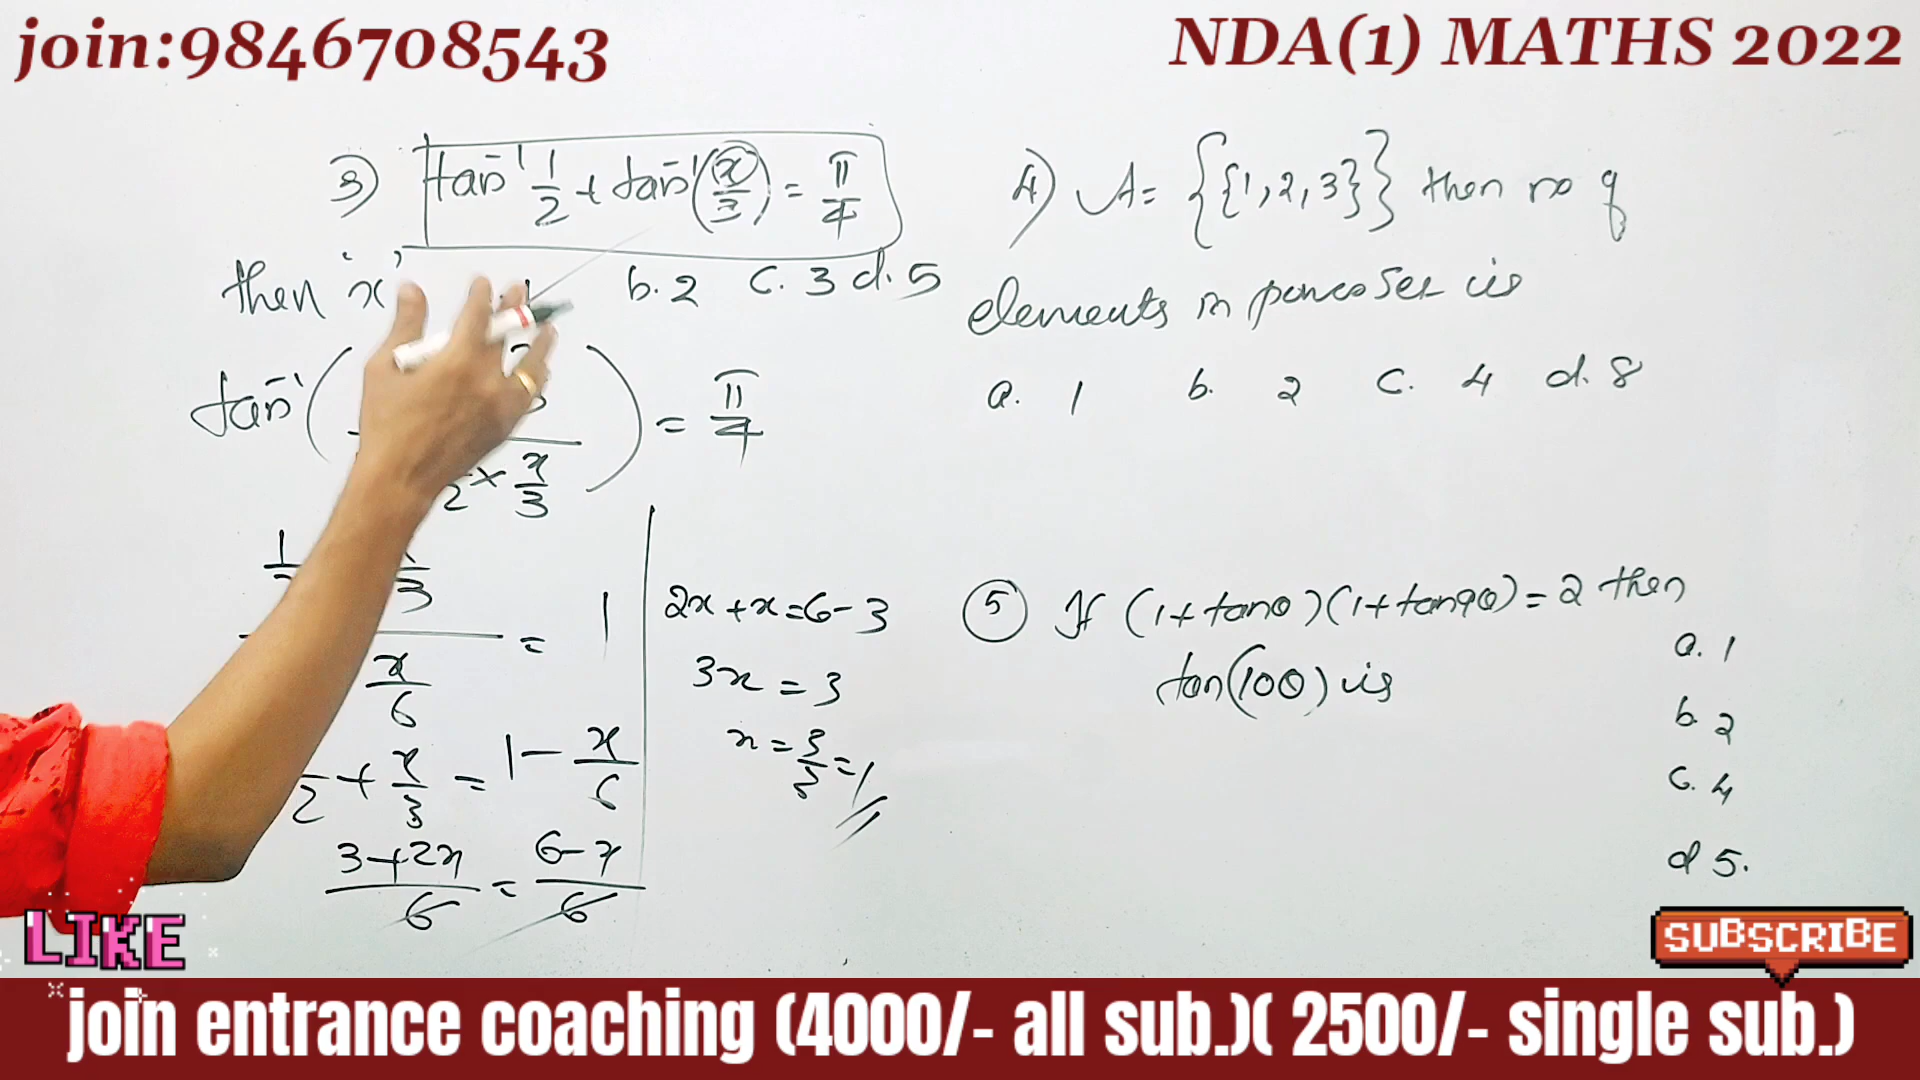 join:9846708543
NDA(1) MATHS 2022
3) tan⁻¹ 1/2 + tan⁻¹(x/3) = π/4
then 'x' b. 2 c. 3 d. 5
tan⁻¹( 2 × x/3 ) = π/4
x/6 = 1
2 + x/3 = 1 - x/6
3+2x/6 = 6-x/6
2x+x=6-3
3x = 3
x = 3/3 = 1
4) A = {{1,2,3}} then no of
elements in power set is
a. 1 b. 2 c. 4 d. 8
5 If (1+tanθ)(1+tan9θ)=2 then
tan(10θ) is
a. 1
b. 2
c. 4
d 5.
LIKE
SUBSCRIBE
join entrance coaching (4000/- all sub.)( 2500/- single sub.)